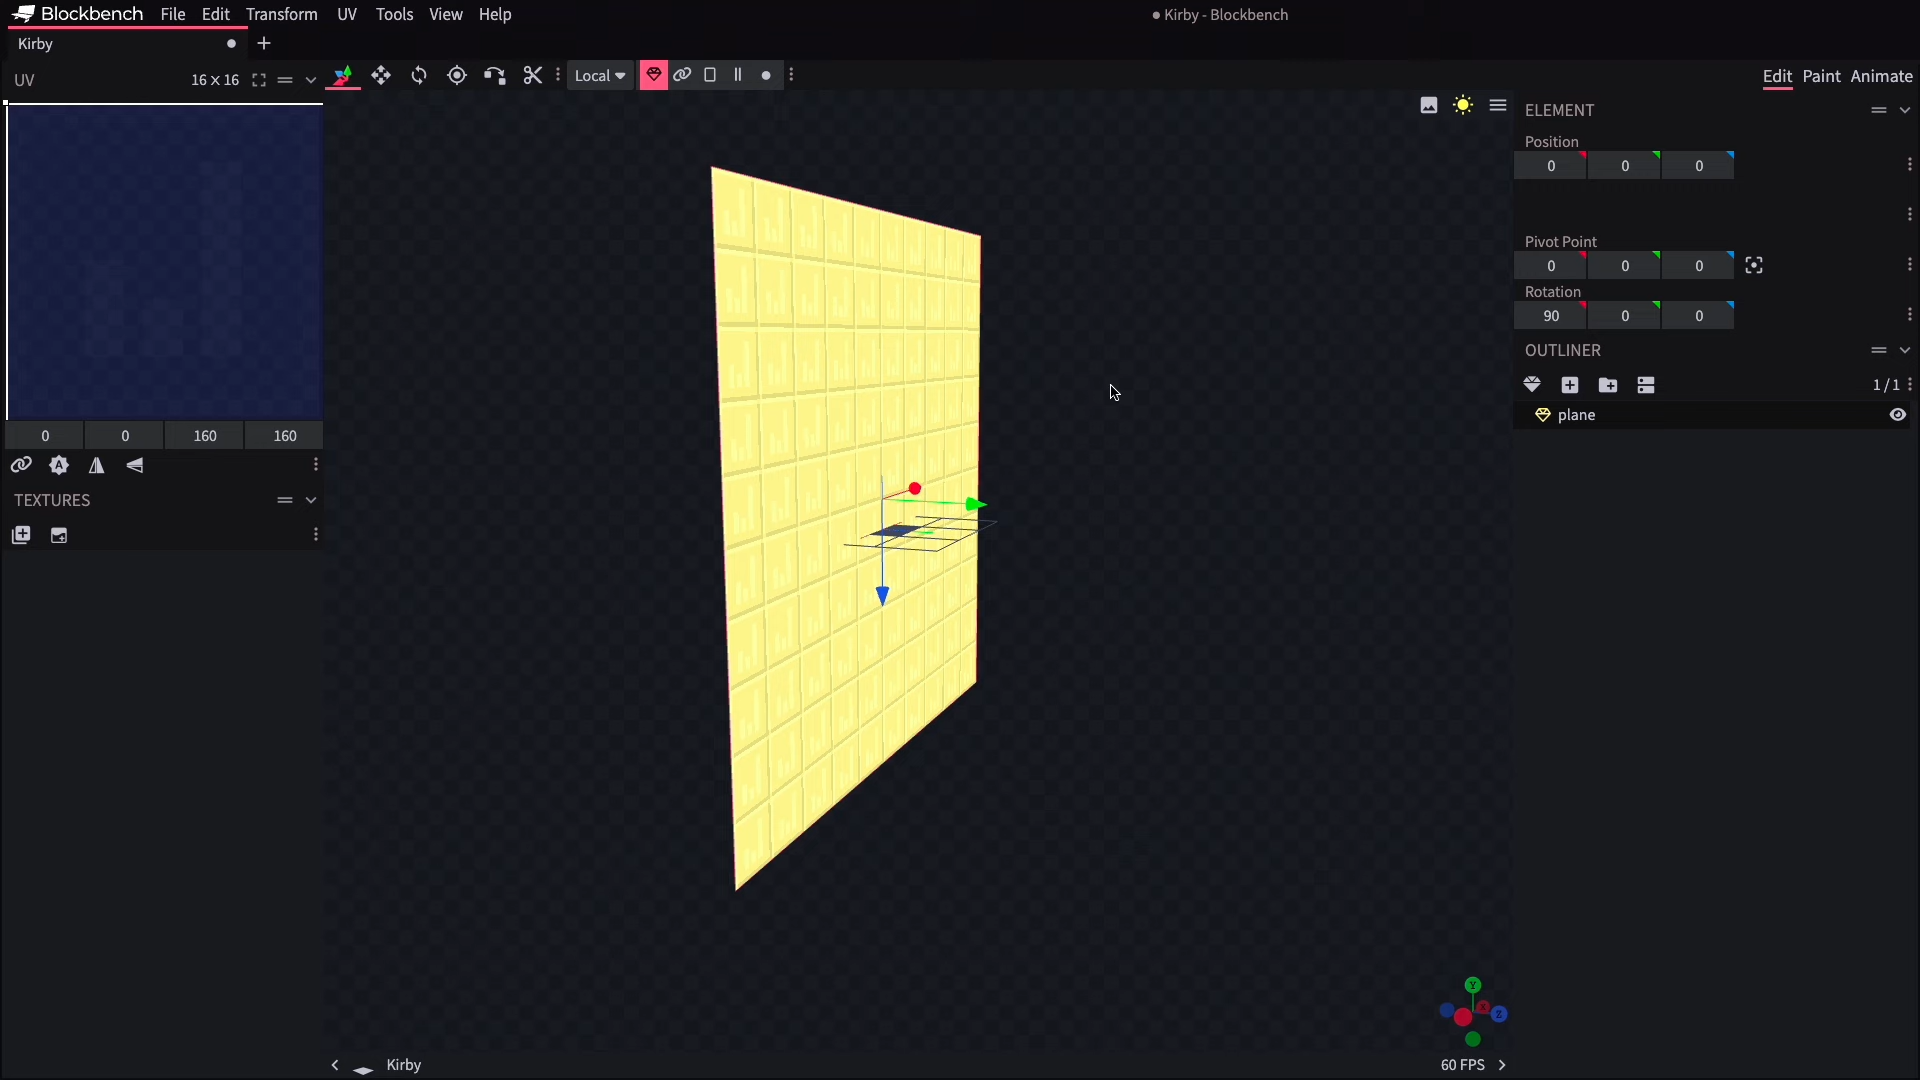 Blockbench File Edit Transform UV Tools View Help
Kirby - Blockbench
Kirby
UV 16 × 16
Local
Edit Paint Animate
ELEMENT
Position
0 0 0
Pivot Point
0 0 0
Rotation
90 0 0
OUTLINER
1 / 1
plane
0 0 160 160
TEXTURES
Y
X
Z
Kirby
60 FPS